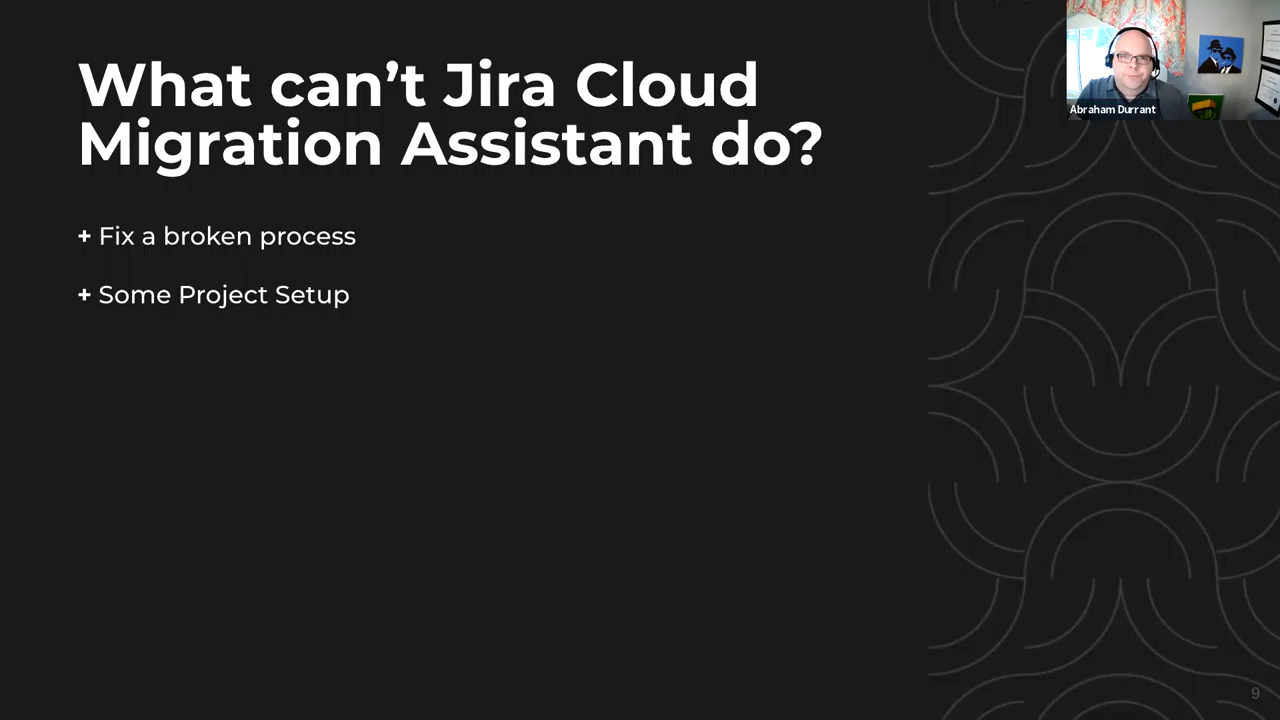 What can’t Jira Cloud
Migration Assistant do?
+ Fix a broken process
+ Some Project Setup
Abraham Durrant
9